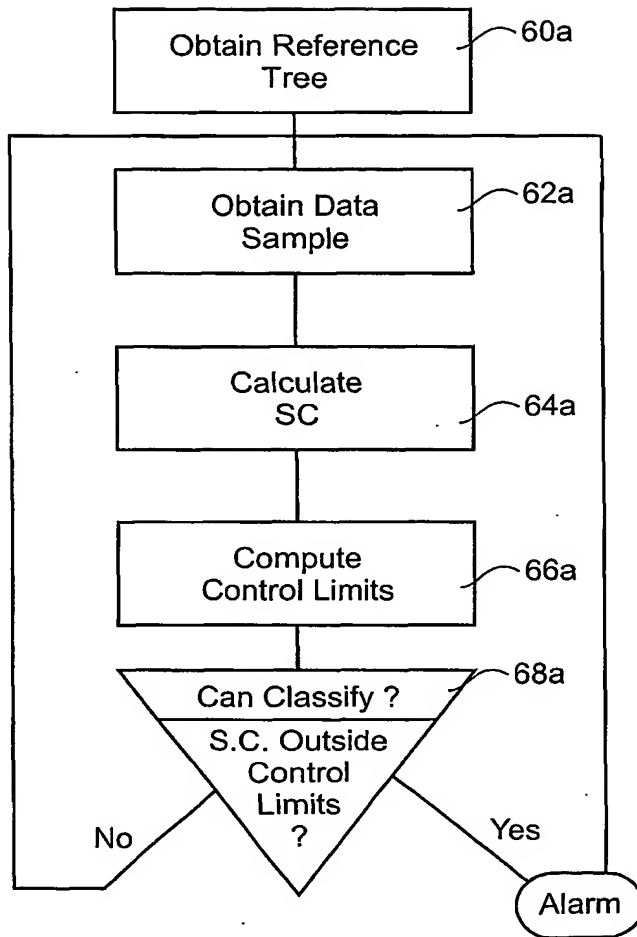 Obtain Reference
Tree
60a
Obtain Data
Sample
62a
Calculate
SC
64a
Compute
Control Limits
66a
Can Classify ?
68a
S.C. Outside
Control
Limits
?
No
Yes
Alarm